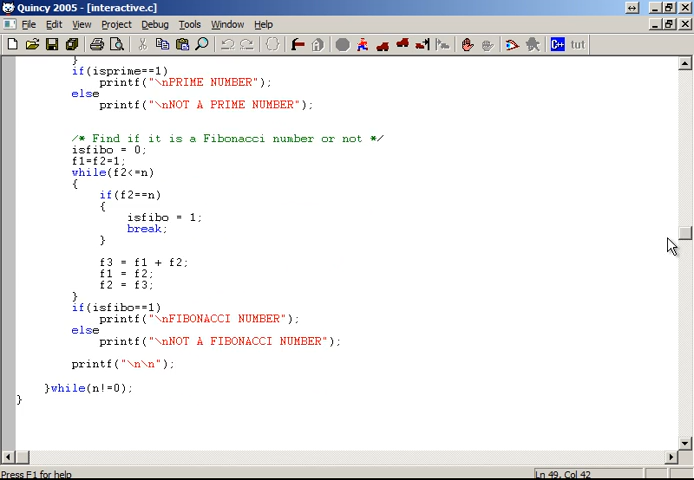 Quincy 2005 - [interactive.c]
File Edit View Project Debug Tools Window Help
C++ tut
}
if(isprime==1)
printf("\nPRIME NUMBER");
else
printf("\nNOT A PRIME NUMBER");
/* Find if it is a Fibonacci number or not */
isfibo = 0;
f1=f2=1;
while(f2<=n)
{
if(f2==n)
{
isfibo = 1;
break;
}
f3 = f1 + f2;
f1 = f2;
f2 = f3;
}
if(isfibo==1)
printf("\nFIBONACCI NUMBER");
else
printf("\nNOT A FIBONACCI NUMBER");
printf("\n\n");
}while(n!=0);
}
Press F1 for help
Ln 49, Col 42